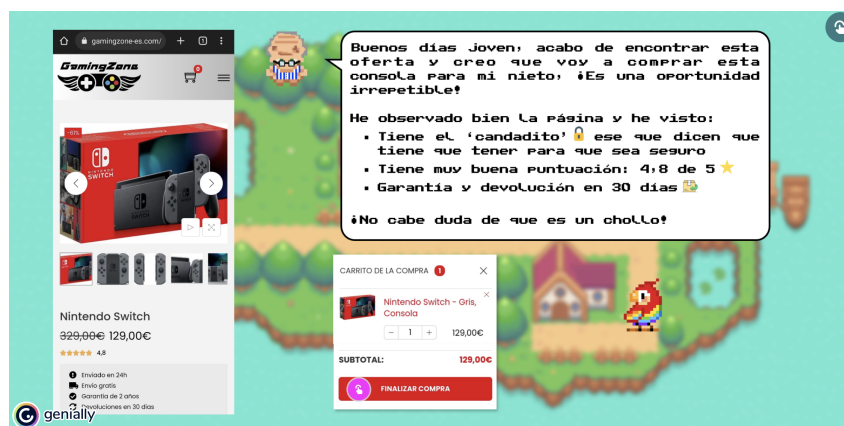 gamingzone-es.com/
1
GamingZone
0
-61%
NINTENDO
SWITCH
Nintendo Switch
329,00€ 129,00€
4,8
Enviado en 24h
Envío gratis
Garantía de 2 años
Devoluciones en 30 días
Buenos días Joven, acabo de encontrar esta
oferta y creo que voy a comprar esta
consola para mi nieto, ¡Es una oportunidad
irrepetible!
He observado bien la página y he visto:
• Tiene el ‘candadito’ ese que dicen que
tiene que tener para que sea seguro
• Tiene muy buena puntuación: 4,8 de 5
• Garantía y devolución en 30 días
¡No cabe duda de que es un chollo!
CARRITO DE LA COMPRA 1
Nintendo Switch - Gris,
Consola
− 1 + 129,00€
SUBTOTAL: 129,00€
FINALIZAR COMPRA
genially